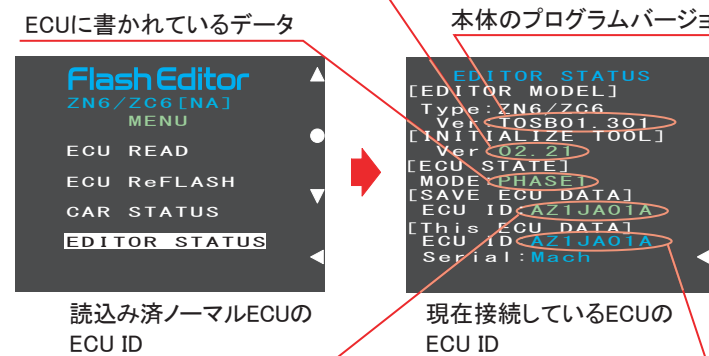 ECUに書かれているデータ
本体のプログラムバージョ
Flash Editor
ZN6/ZC6[NA]
MENU
ECU READ
ECU ReFLASH
CAR STATUS
EDITOR STATUS
EDITOR STATUS
[EDITOR MODEL]
Type:ZN6/ZC6
Ver:TOSB01.301
[INITIALIZE TOOL]
Ver 02.21
[ECU STATE]
MODE:PHASE1
[SAVE ECU DATA]
ECU ID:AZ1JA01A
[This ECU DATA]
ECU ID:AZ1JA01A
Serial:Mach
読込み済ノーマルECUの
ECU ID
現在接続しているECUの
ECU ID